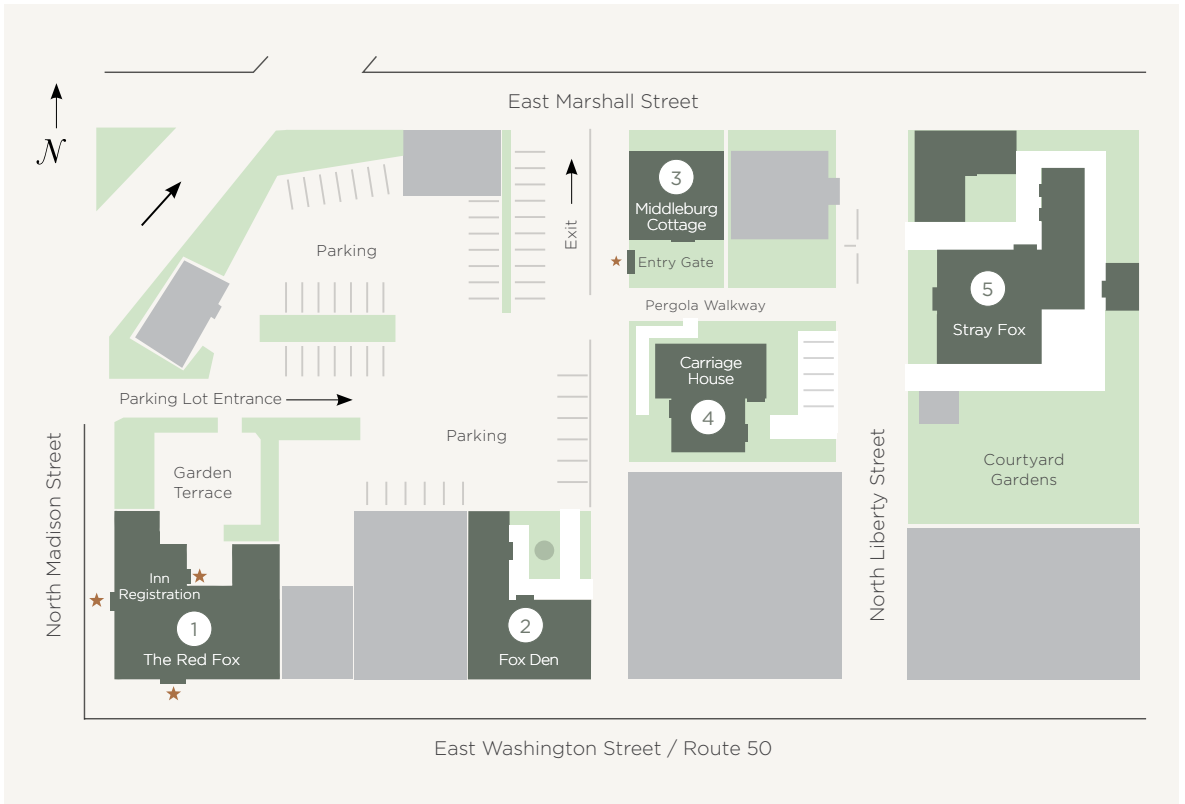 East Marshall Street
N
3
Middleburg
Cottage
Exit
Parking
Entry Gate
5
Stray Fox
Pergola Walkway
Carriage
House
4
Parking Lot Entrance
Parking
North Madison Street
Garden
Terrace
North Liberty Street
Courtyard
Gardens
Inn
Registration
1
The Red Fox
2
Fox Den
East Washington Street / Route 50